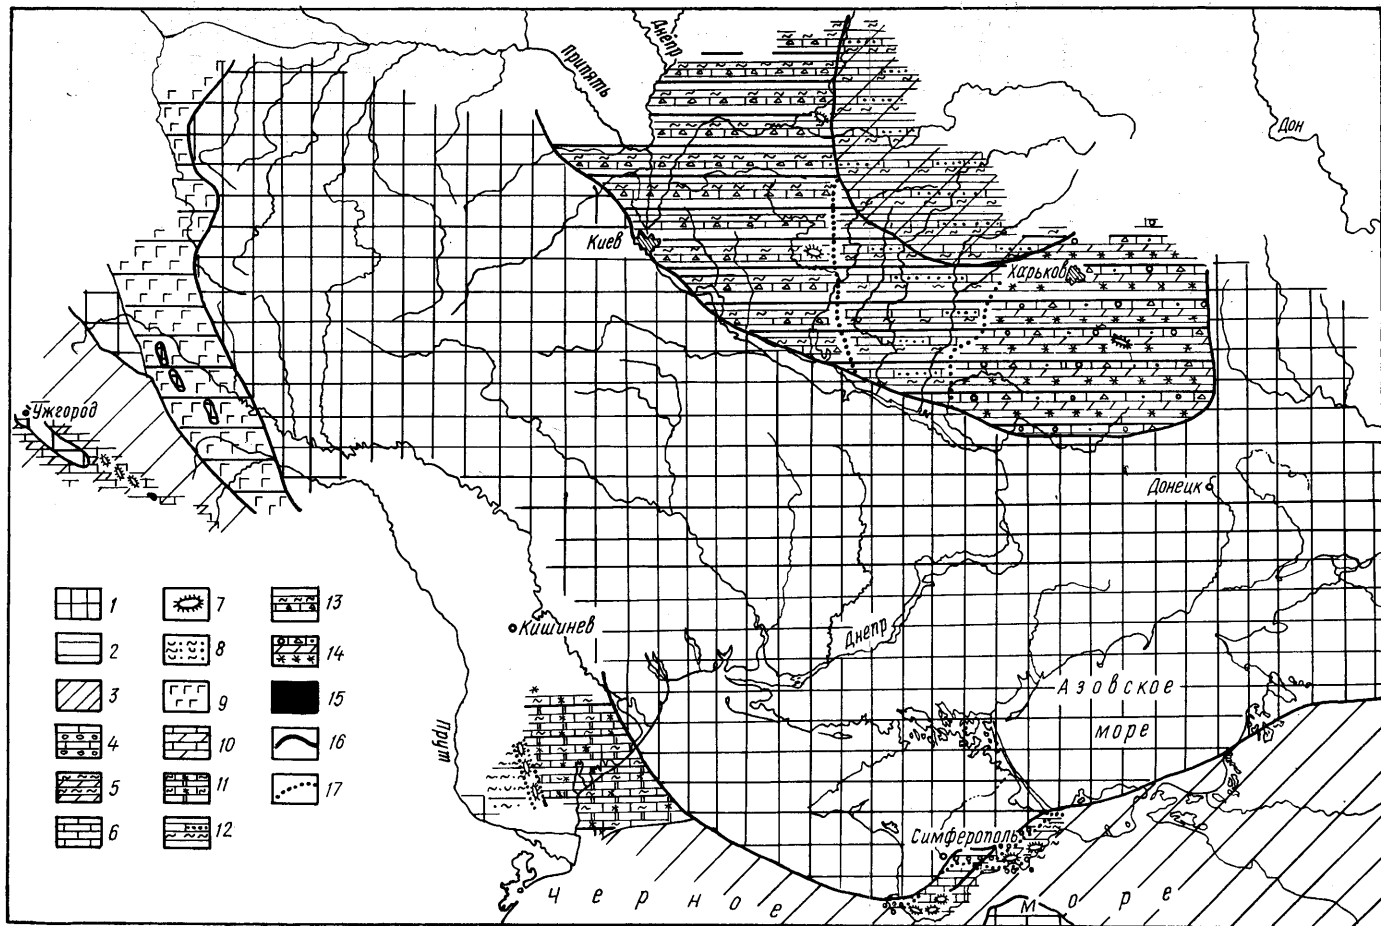 Днепр
Припять
Дон
Киев
Харьков
Ужгород
Донецк
Кишинев
Днепр
Прут
Азовское
море
Симферополь
Черное
море
1
2
3
4
5
6
7
8
9
10
11
12
13
14
15
16
17